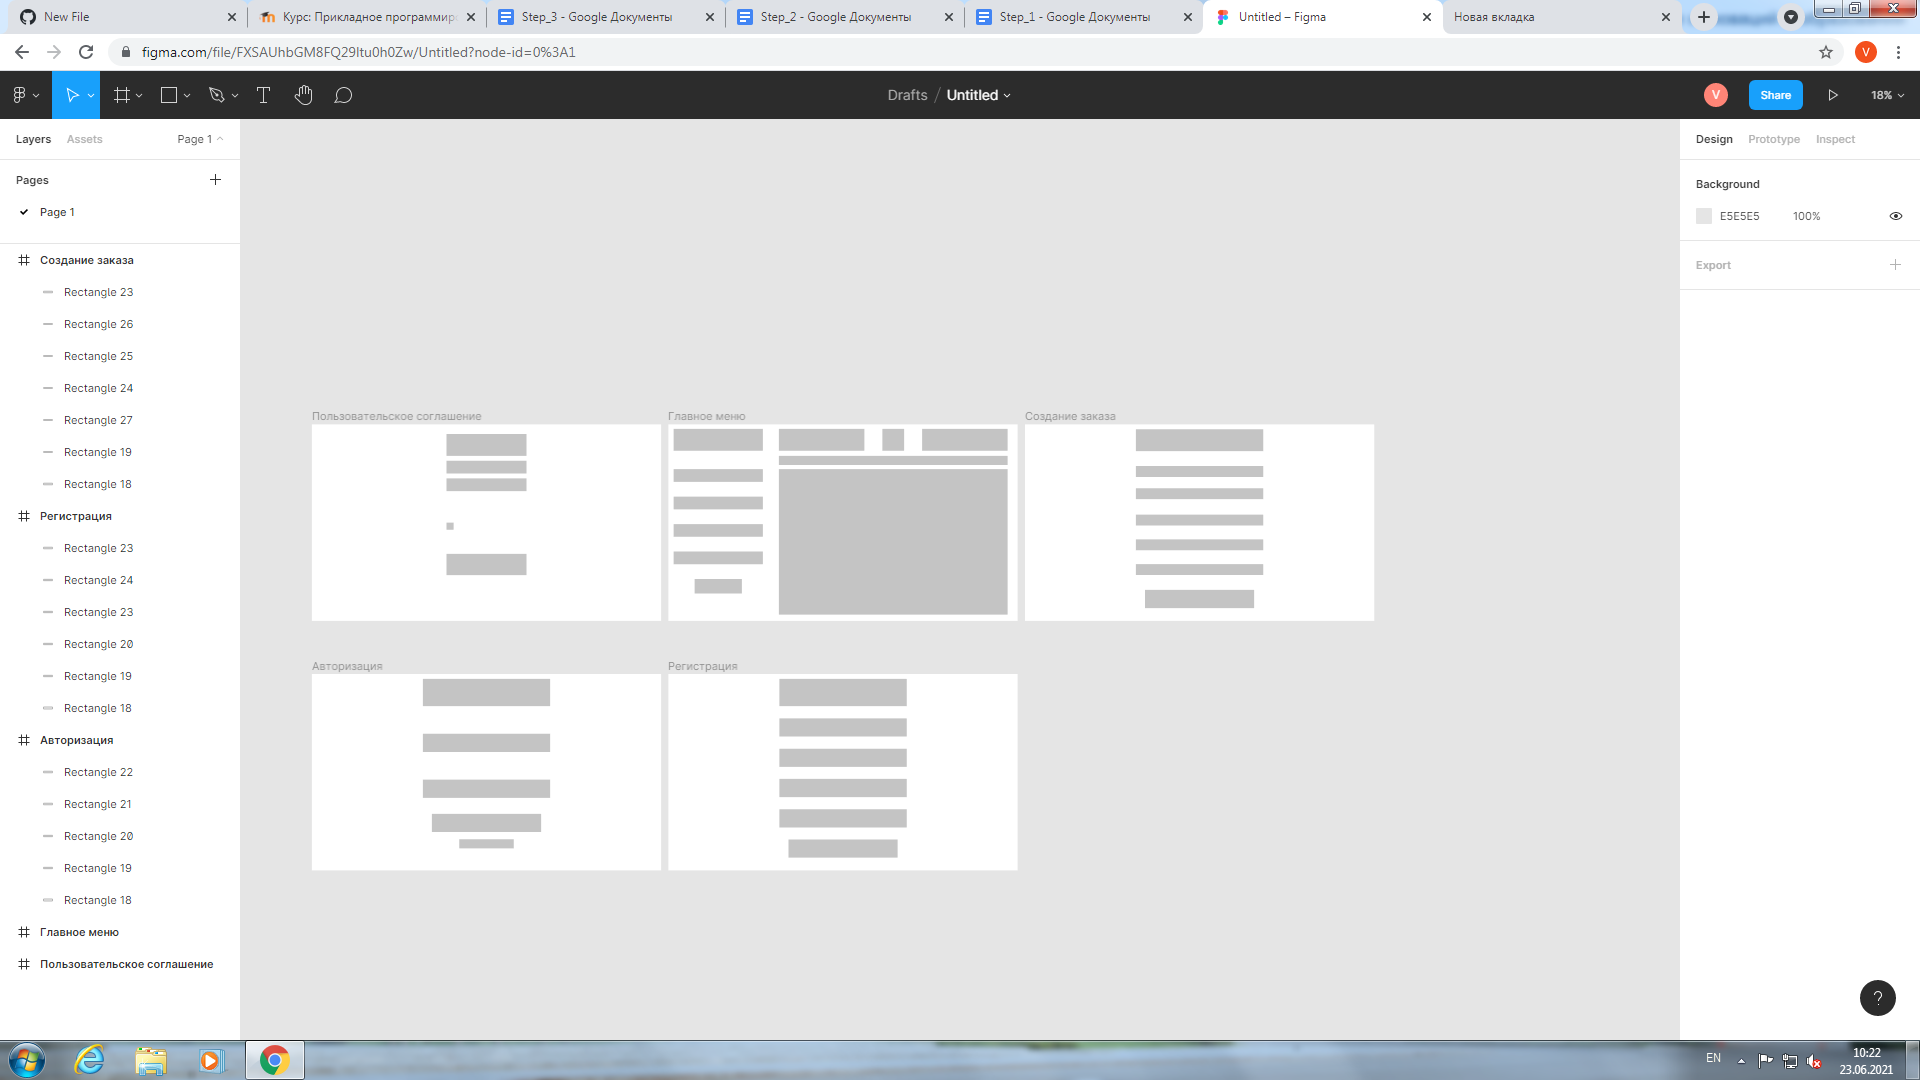 New File
Курс: Прикладное программир
Step_3 - Google Документы
Step_2 - Google Документы
Step_1 - Google Документы
Untitled – Figma
Новая вкладка
figma.com/file/FXSAUhbGM8FQ29ltu0h0Zw/Untitled?node-id=0%3A1
V
Drafts / Untitled
V
Share
18%
Layers
Assets
Page 1
Design
Prototype
Inspect
Pages
Page 1
Background
E5E5E5
100%
Export
Создание заказа
Rectangle 23
Rectangle 26
Rectangle 25
Rectangle 24
Rectangle 27
Rectangle 19
Rectangle 18
Регистрация
Rectangle 23
Rectangle 24
Rectangle 23
Rectangle 20
Rectangle 19
Rectangle 18
Авторизация
Rectangle 22
Rectangle 21
Rectangle 20
Rectangle 19
Rectangle 18
Главное меню
Пользовательское соглашение
Пользовательское соглашение
Главное меню
Создание заказа
Авторизация
Регистрация
?
EN
10:22
23.06.2021